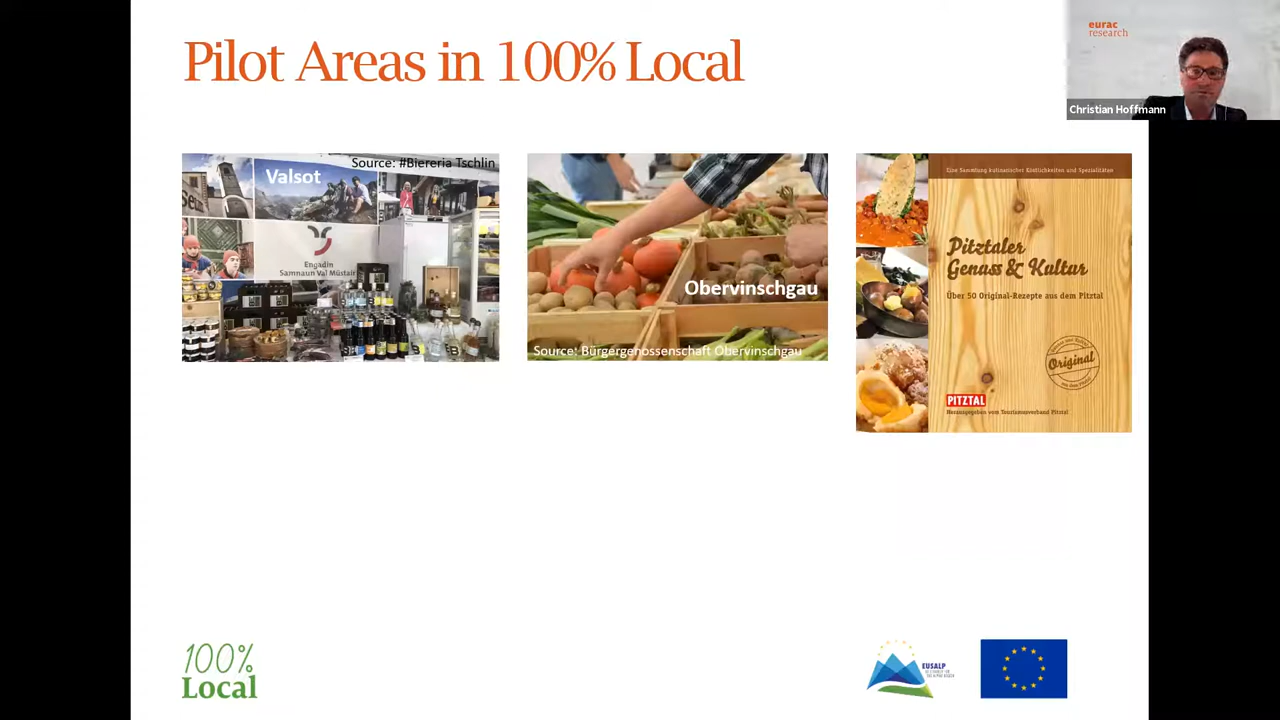 Pilot Areas in 100% Local
eurac
research
Christian Hoffmann
Source: #Biereria Tschlin
Valsot
Engadin
Samnaun Val Müstair
Obervinschgau
Source: Bürgergenossenschaft Obervinschgau
Eine Sammlung kulinarischer Köstlichkeiten und Spezialitäten
Pitztaler
Genuss & Kultur
Über 50 Original-Rezepte aus dem Pitztal
Original
PITZTAL
Herausgegeben vom Tourismusverband Pitztal
100%
Local
EUSALP